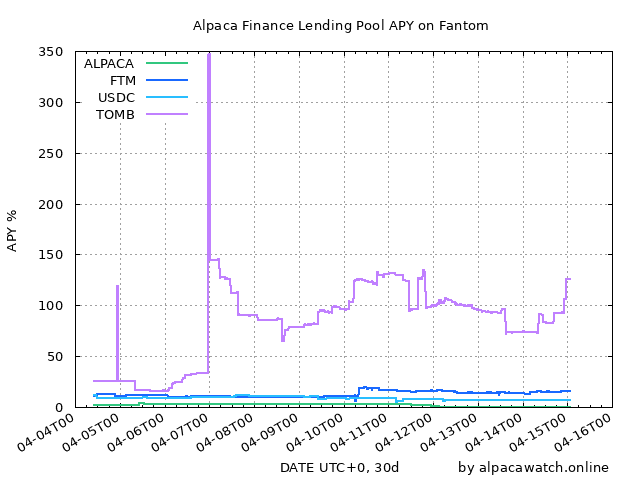 Alpaca Finance Lending Pool APY on Fantom
350
300
250
200
150
100
50
0
APY %
ALPACA
FTM
USDC
TOMB
04-04T00
04-05T00
04-06T00
04-07T00
04-08T00
04-09T00
04-10T00
04-11T00
04-12T00
04-13T00
04-14T00
04-15T00
04-16T00
DATE UTC+0, 30d
by alpacawatch.online